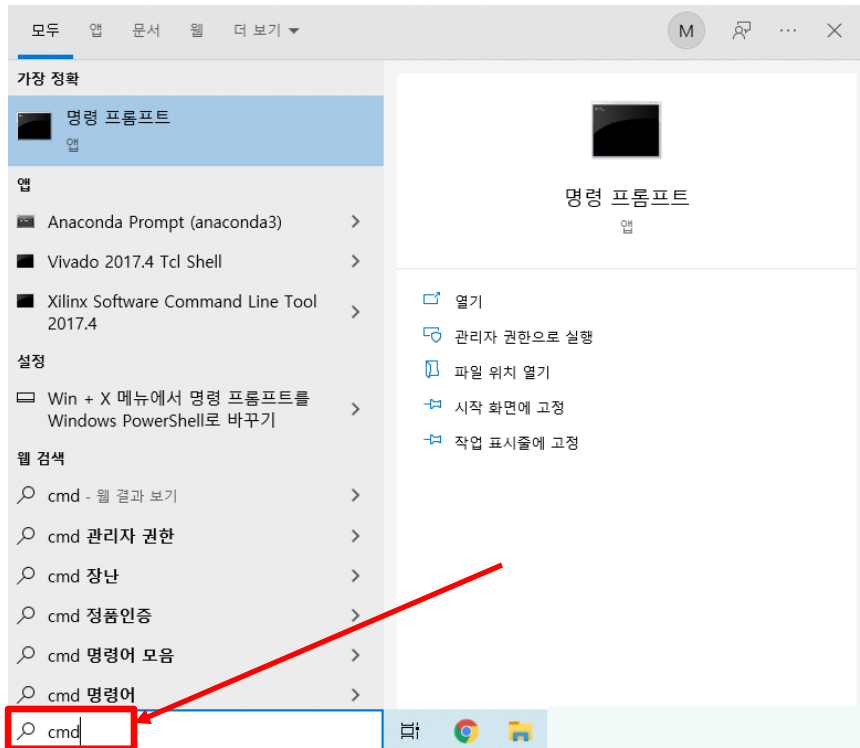 모두 앱 문서 웹 더 보기
M
가장 정확
명령 프롬프트
앱
앱
Anaconda Prompt (anaconda3)
Vivado 2017.4 Tcl Shell
Xilinx Software Command Line Tool
2017.4
설정
Win + X 메뉴에서 명령 프롬프트를
Windows PowerShell로 바꾸기
웹 검색
cmd - 웹 결과 보기
cmd 관리자 권한
cmd 장난
cmd 정품인증
cmd 명령어 모음
cmd 명령어
cmd
명령 프롬프트
앱
열기
관리자 권한으로 실행
파일 위치 열기
시작 화면에 고정
작업 표시줄에 고정